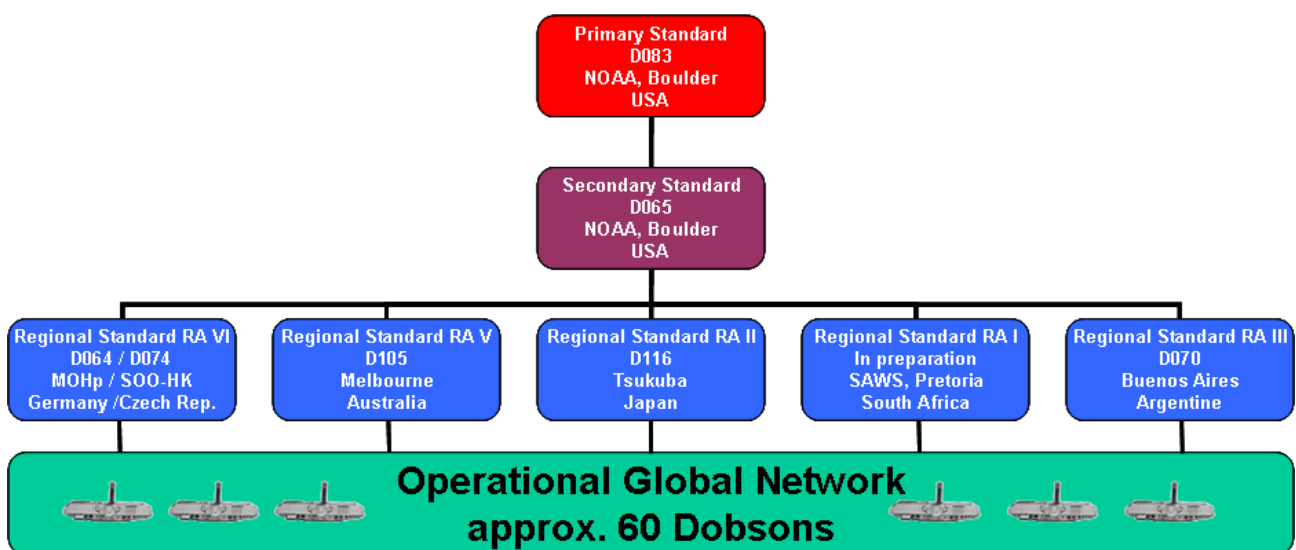 Primary Standard
D083
NOAA, Boulder
USA
Secondary Standard
D065
NOAA, Boulder
USA
Regional Standard RA VI
D064 / D074
MOHp / SOO-HK
Germany /Czech Rep.
Regional Standard RA V
D105
Melbourne
Australia
Regional Standard RA II
D116
Tsukuba
Japan
Regional Standard RA I
In preparation
SAWS, Pretoria
South Africa
Regional Standard RA III
D070
Buenos Aires
Argentine
Operational Global Network
approx. 60 Dobsons